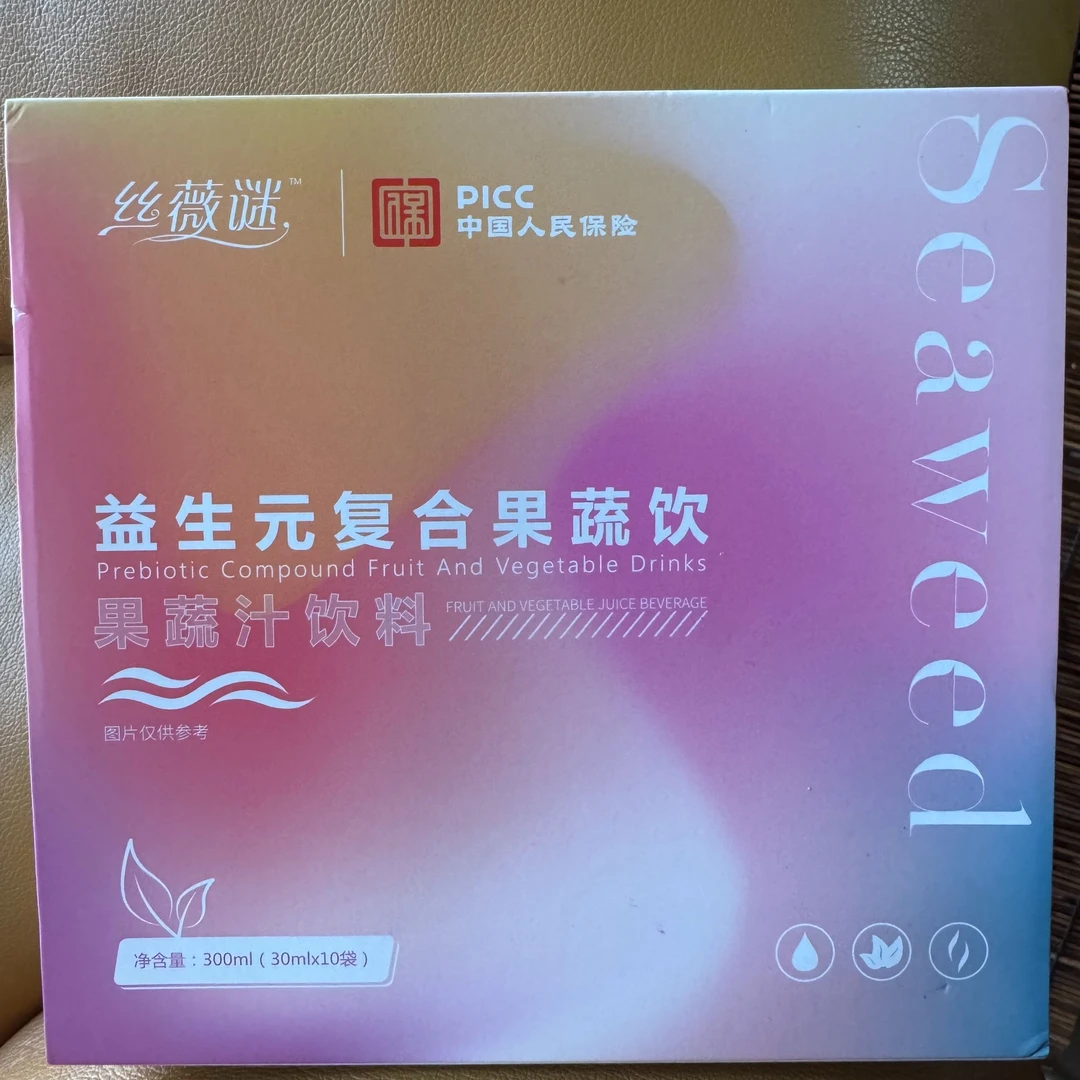 丝薇谜™
保
PICC
中国人民保险
Seaweed
益生元复合果蔬饮
Prebiotic Compound Fruit And Vegetable Drinks
果蔬汁饮料
FRUIT AND VEGETABLE JUICE BEVERAGE
图片仅供参考
净含量：300ml（30mlx10袋）